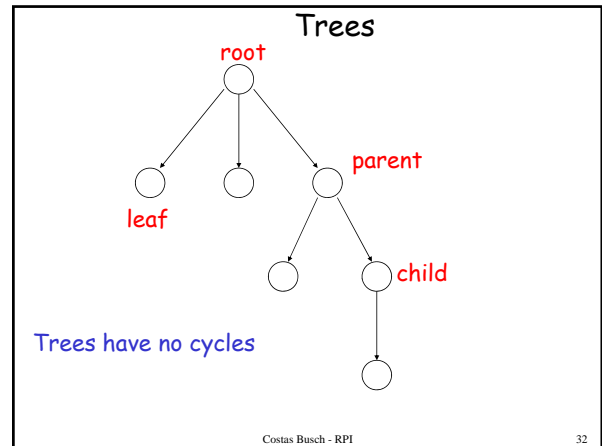 Trees
root
parent
leaf
child
Trees have no cycles
Costas Busch - RPI
32